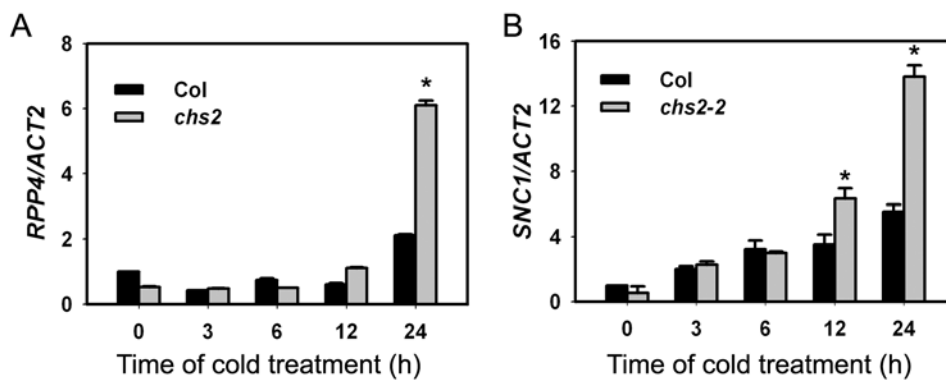 A
RPP4/ACT2
8
6
4
2
0
Col
chs2
*
0 3 6 12 24
Time of cold treatment (h)
B
SNC1/ACT2
16
12
8
4
0
Col
chs2-2
*
*
0 3 6 12 24
Time of cold treatment (h)